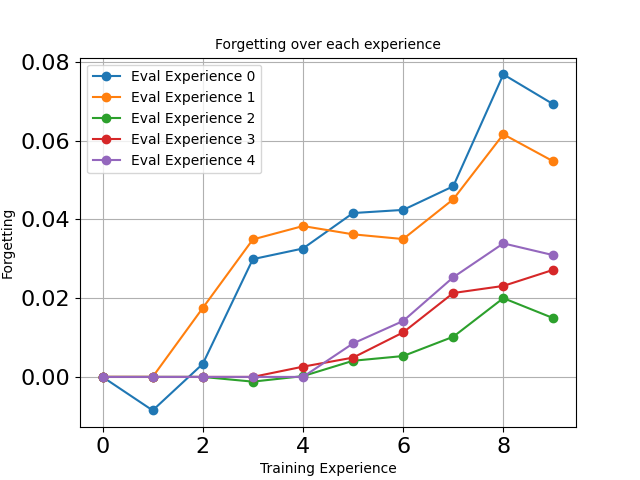 Forgetting over each experience
0.08
0.06
0.04
0.02
0.00
Forgetting
Eval Experience 0
Eval Experience 1
Eval Experience 2
Eval Experience 3
Eval Experience 4
0 2 4 6 8
Training Experience